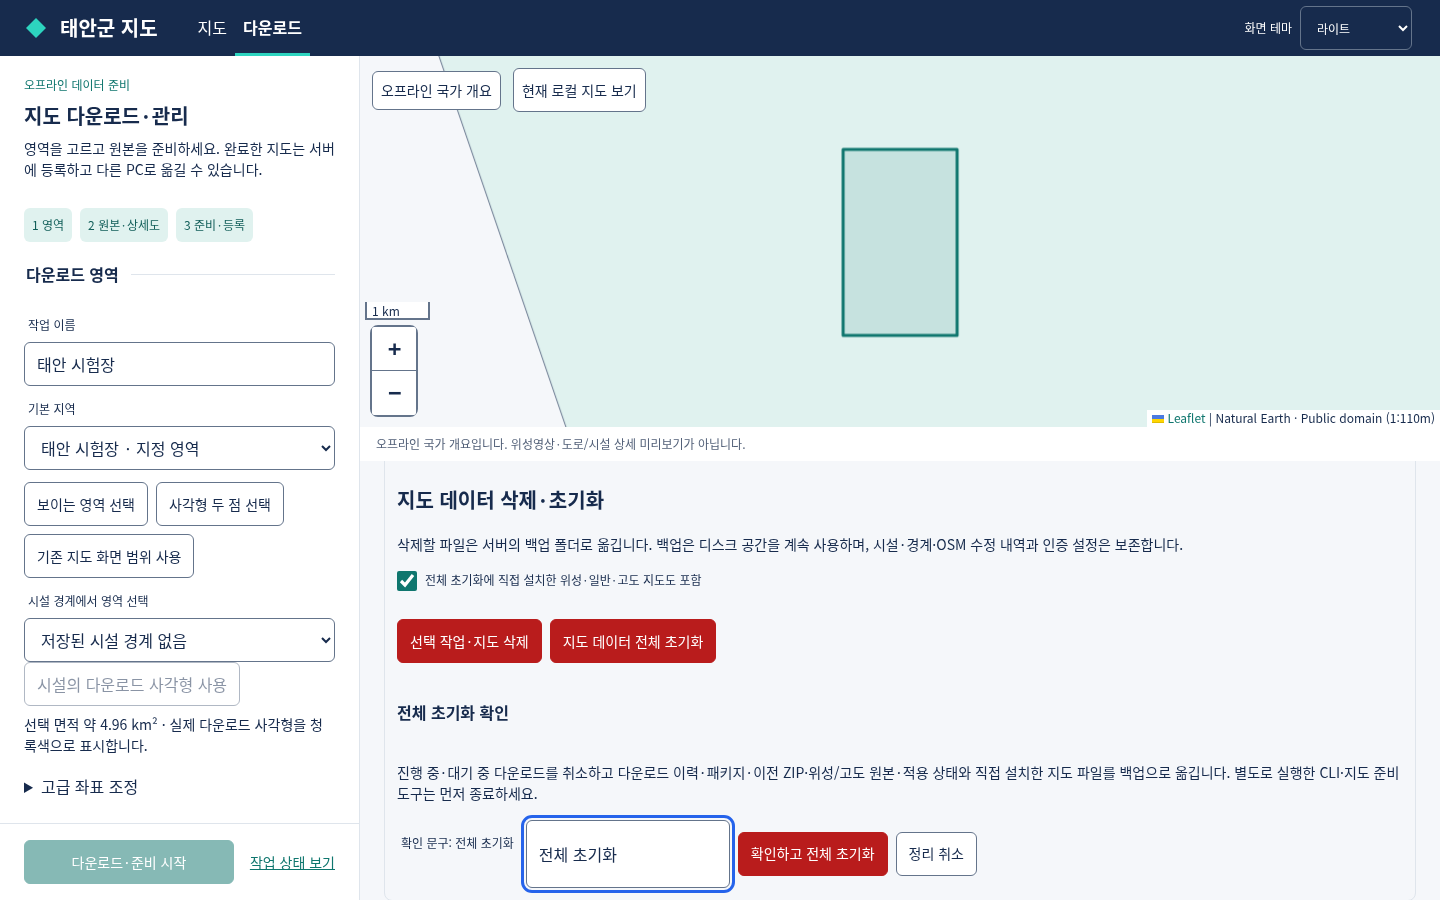 태안군 지도
지도
다운로드
화면 테마
라이트
오프라인 데이터 준비
지도 다운로드·관리
영역을 고르고 원본을 준비하세요. 완료한 지도는 서버
에 등록하고 다른 PC로 옮길 수 있습니다.
1 영역
2 원본·상세도
3 준비·등록
다운로드 영역
작업 이름
태안 시험장
기본 지역
태안 시험장 · 지정 영역
보이는 영역 선택
사각형 두 점 선택
기존 지도 화면 범위 사용
시설 경계에서 영역 선택
저장된 시설 경계 없음
시설의 다운로드 사각형 사용
선택 면적 약 4.96 km² · 실제 다운로드 사각형을 청
록색으로 표시합니다.
고급 좌표 조정
다운로드·준비 시작
작업 상태 보기
오프라인 국가 개요
현재 로컬 지도 보기
1 km
+
−
Leaflet | Natural Earth · Public domain (1:110m)
오프라인 국가 개요입니다. 위성영상·도로/시설 상세 미리보기가 아닙니다.
지도 데이터 삭제·초기화
삭제할 파일은 서버의 백업 폴더로 옮깁니다. 백업은 디스크 공간을 계속 사용하며, 시설·경계·OSM 수정 내역과 인증 설정은 보존합니다.
전체 초기화에 직접 설치한 위성·일반·고도 지도도 포함
선택 작업·지도 삭제
지도 데이터 전체 초기화
전체 초기화 확인
진행 중·대기 중 다운로드를 취소하고 다운로드 이력·패키지·이전 ZIP·위성/고도 원본·적용 상태와 직접 설치한 지도 파일를 백업으로 옮깁니다. 별도로 실행한 CLI·지도 준비
도구는 먼저 종료하세요.
확인 문구: 전체 초기화
전체 초기화
확인하고 전체 초기화
정리 취소